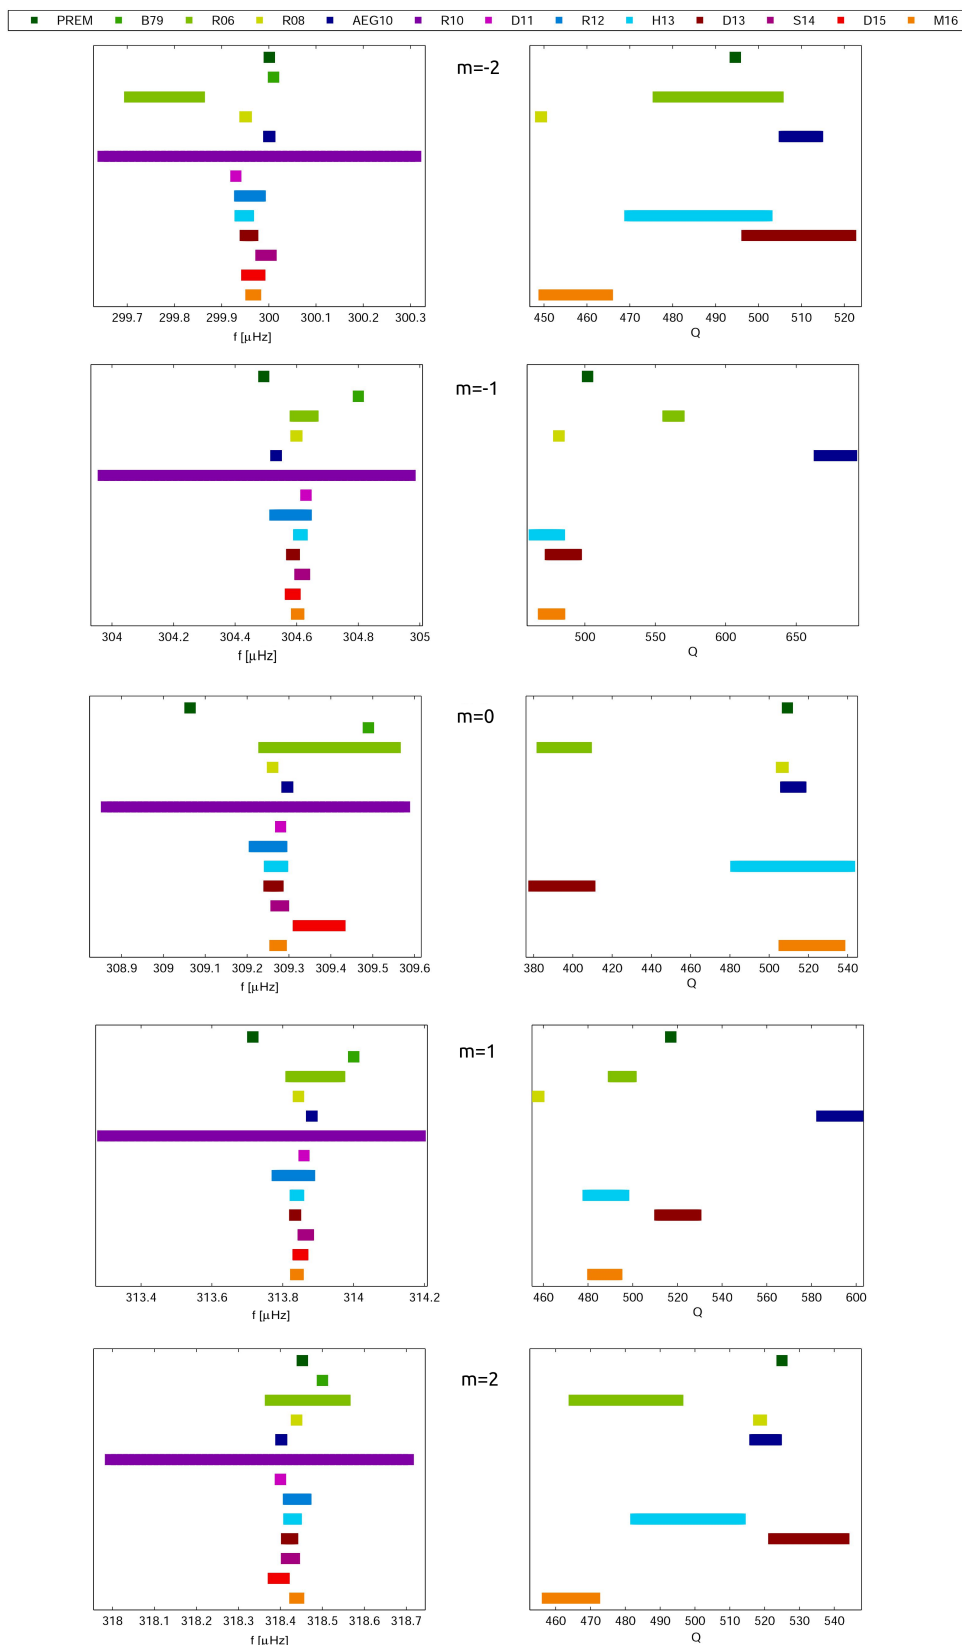 PREM B79 R06 R08 AEG10 R10 D11 R12 H13 D13 S14 D15 M16
m=-2
299.7 299.8 299.9 300 300.1 300.2 300.3
f [μHz]
450 460 470 480 490 500 510 520
Q
m=-1
304 304.2 304.4 304.6 304.8 305
f [μHz]
500 550 600 650
Q
m=0
308.9 309 309.1 309.2 309.3 309.4 309.5 309.6
f [μHz]
380 400 420 440 460 480 500 520 540
Q
m=1
313.4 313.6 313.8 314 314.2
f [μHz]
460 480 500 520 540 560 580 600
Q
m=2
318 318.1 318.2 318.3 318.4 318.5 318.6 318.7
f [μHz]
460 470 480 490 500 510 520 530 540
Q